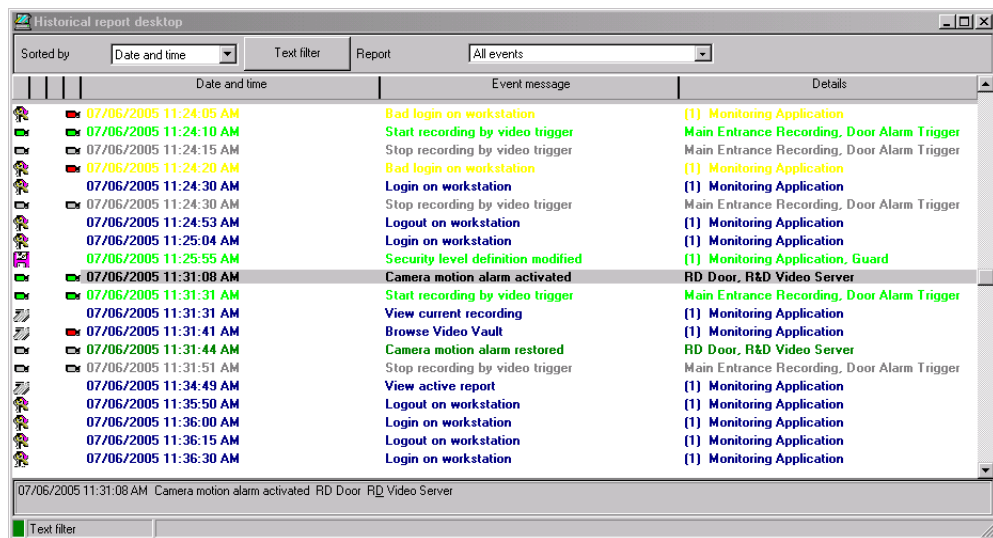 Historical report desktop
Sorted by Date and time Text filter Report All events
Date and time Event message Details
07/06/2005 11:24:05 AM Bad login on workstation (1) Monitoring Application
07/06/2005 11:24:10 AM Start recording by video trigger Main Entrance Recording, Door Alarm Trigger
07/06/2005 11:24:15 AM Stop recording by video trigger Main Entrance Recording, Door Alarm Trigger
07/06/2005 11:24:20 AM Bad login on workstation (1) Monitoring Application
07/06/2005 11:24:30 AM Login on workstation (1) Monitoring Application
07/06/2005 11:24:30 AM Stop recording by video trigger Main Entrance Recording, Door Alarm Trigger
07/06/2005 11:24:53 AM Logout on workstation (1) Monitoring Application
07/06/2005 11:25:04 AM Login on workstation (1) Monitoring Application
07/06/2005 11:25:55 AM Security level definition modified (1) Monitoring Application, Guard
07/06/2005 11:31:08 AM Camera motion alarm activated RD Door, R&D Video Server
07/06/2005 11:31:31 AM Start recording by video trigger Main Entrance Recording, Door Alarm Trigger
07/06/2005 11:31:31 AM View current recording (1) Monitoring Application
07/06/2005 11:31:41 AM Browse Video Vault (1) Monitoring Application
07/06/2005 11:31:44 AM Camera motion alarm restored RD Door, R&D Video Server
07/06/2005 11:31:51 AM Stop recording by video trigger Main Entrance Recording, Door Alarm Trigger
07/06/2005 11:34:49 AM View active report (1) Monitoring Application
07/06/2005 11:35:50 AM Logout on workstation (1) Monitoring Application
07/06/2005 11:36:00 AM Login on workstation (1) Monitoring Application
07/06/2005 11:36:15 AM Logout on workstation (1) Monitoring Application
07/06/2005 11:36:30 AM Login on workstation (1) Monitoring Application
07/06/2005 11:31:08 AM Camera motion alarm activated RD Door RD Video Server
Text filter